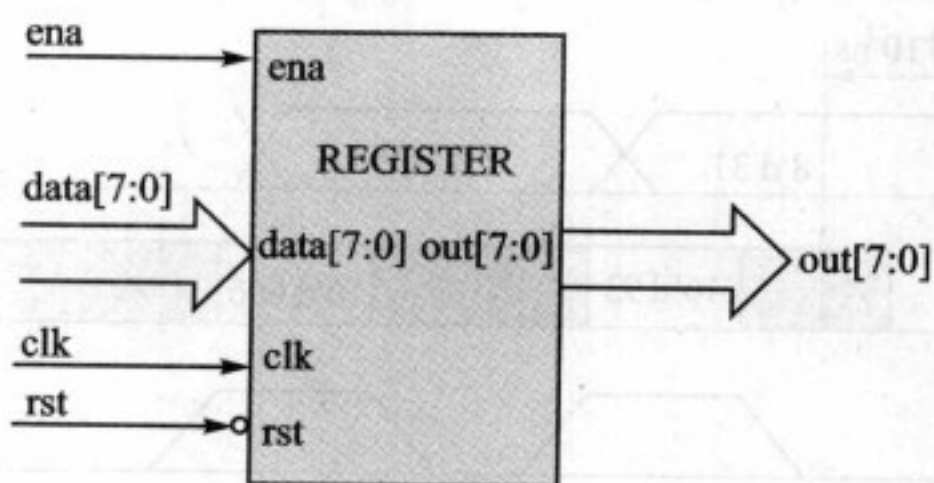 ena
ena
REGISTER
data[7:0]
data[7:0] out[7:0]
out[7:0]
clk
clk
rst
rst